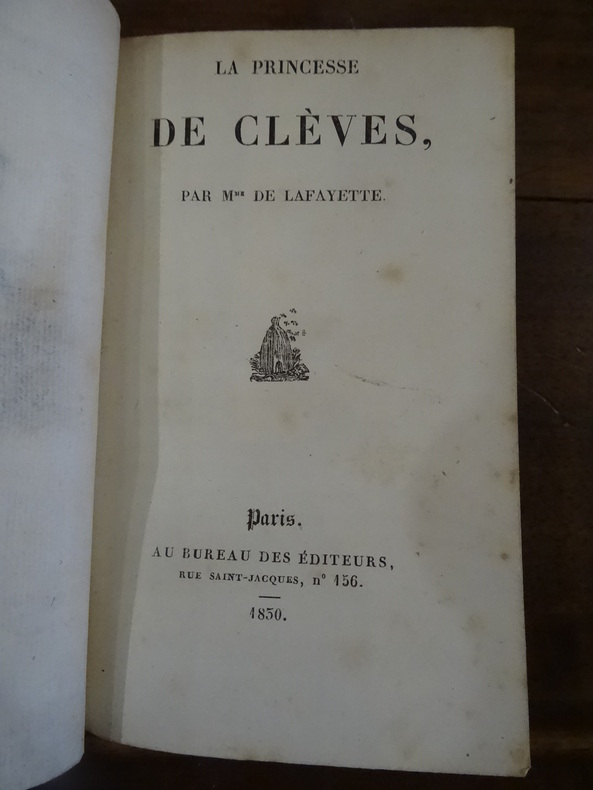 LA PRINCESSE
DE CLÈVES,
PAR Mme DE LAFAYETTE.
Paris.
AU BUREAU DES ÉDITEURS,
RUE SAINT-JACQUES, n° 156.
1830.